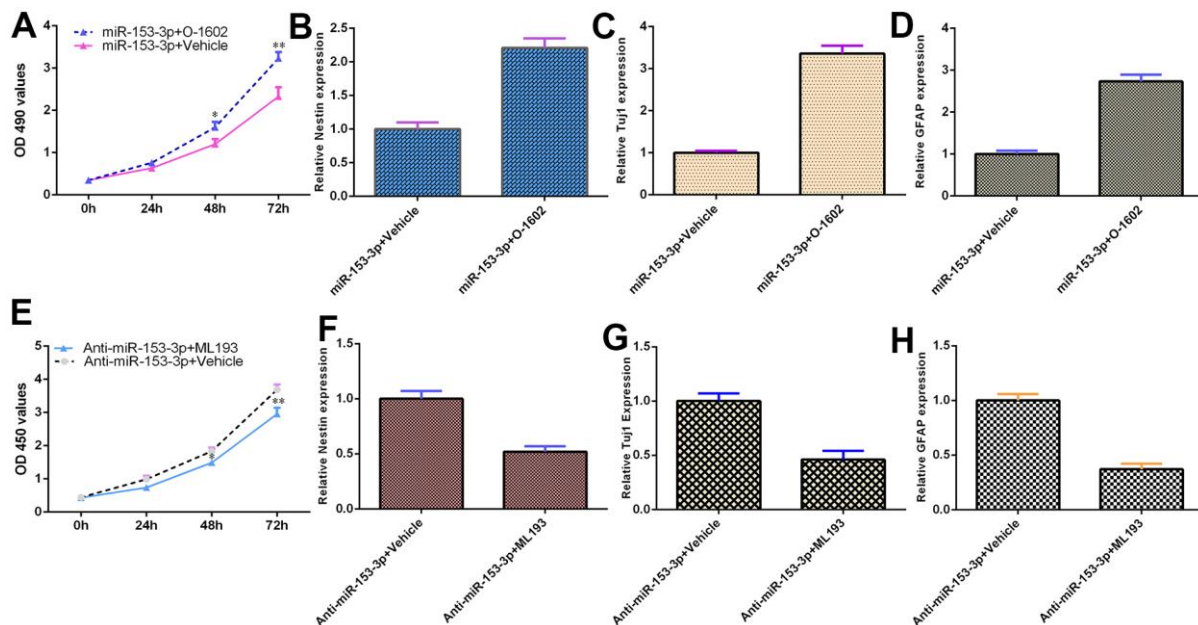 A
miR-153-3p+O-1602
miR-153-3p+Vehicle
OD 490 values
4
3
2
1
0
*
**
0h 24h 48h 72h
B
Relative Nestin expression
2.5
2.0
1.5
1.0
0.5
0.0
miR-153-3p+Vehicle
miR-153-3p+O-1602
C
Relative Tuj1 expression
4
3
2
1
0
miR-153-3p+Vehicle
miR-153-3p+O-1602
D
Relative GFAP expression
4
3
2
1
0
miR-153-3p+Vehicle
miR-153-3p+O-1602
E
Anti-miR-153-3p+ML193
Anti-miR-153-3p+Vehicle
OD 450 values
5
4
3
2
1
0
*
**
0h 24h 48h 72h
F
Relative Nestin expression
1.5
1.0
0.5
0.0
Anti-miR-153-3p+Vehicle
Anti-miR-153-3p+ML193
G
Relative Tuj1 Expression
1.5
1.0
0.5
0.0
Anti-miR-153-3p+Vehicle
Anti-miR-153-3p+ML193
H
Relative GFAP expression
1.5
1.0
0.5
0.0
Anti-miR-153-3p+Vehicle
Anti-miR-153-3p+ML193